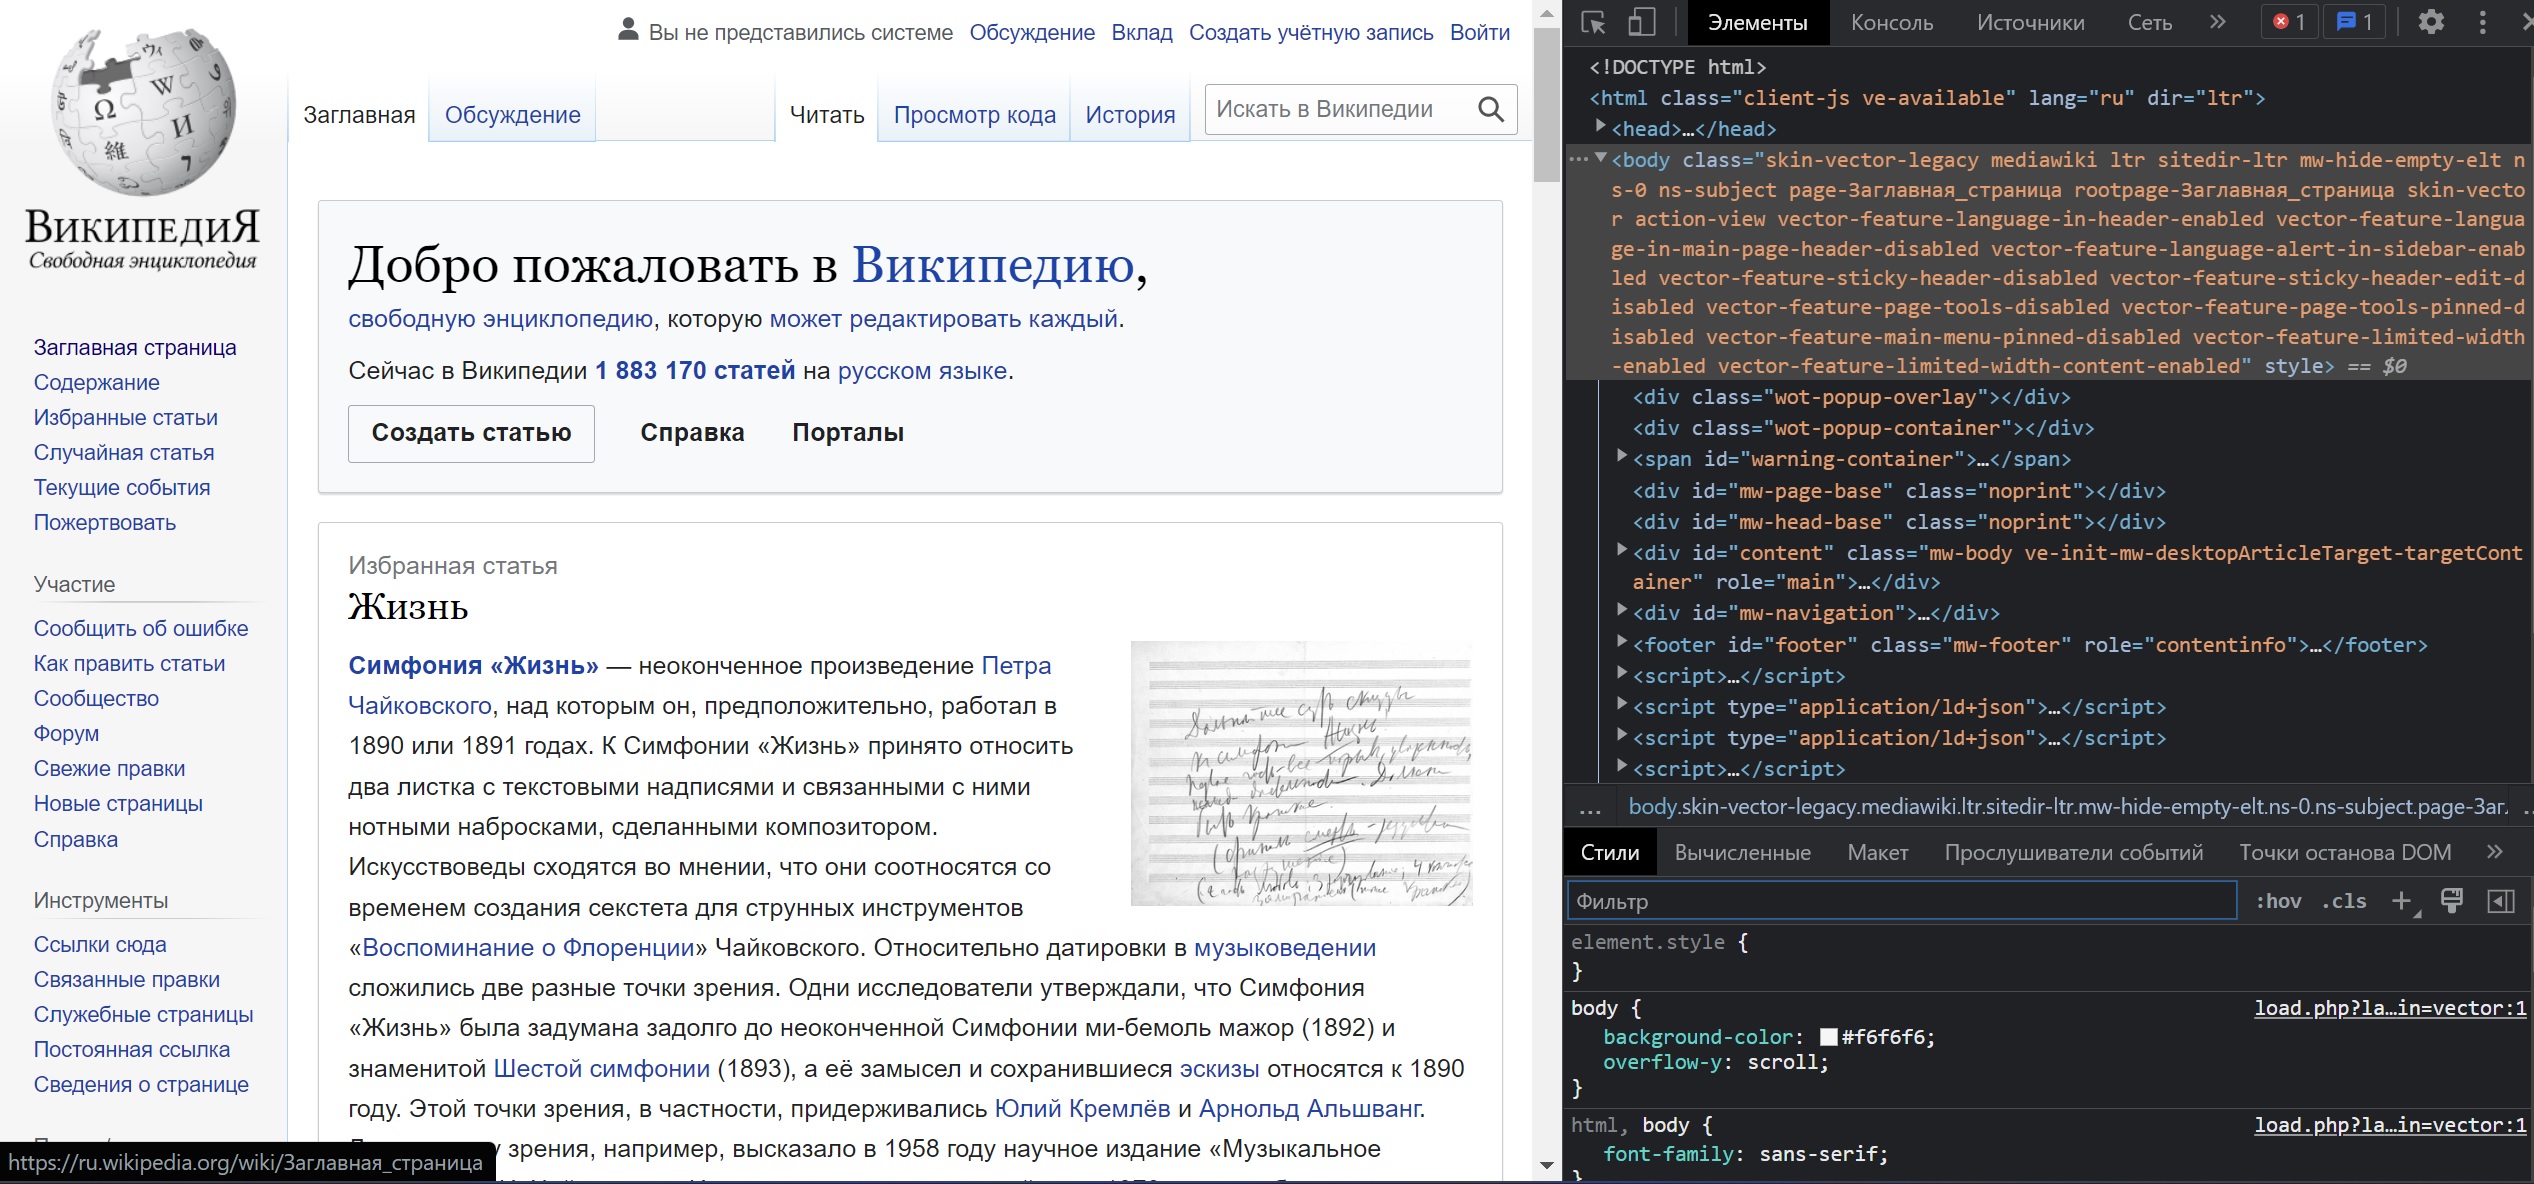 ВикипедиЯ
Свободная энциклопедия
Заглавная страница
Содержание
Избранные статьи
Случайная статья
Текущие события
Пожертвовать
Участие
Сообщить об ошибке
Как править статьи
Сообщество
Форум
Свежие правки
Новые страницы
Справка
Инструменты
Ссылки сюда
Связанные правки
Служебные страницы
Постоянная ссылка
Сведения о странице
https://ru.wikipedia.org/wiki/Заглавная_страница
Вы не представились системе Обсуждение Вклад Создать учётную запись Войти
Заглавная Обсуждение Читать Просмотр кода История Искать в Википедии
Добро пожаловать в Википедию,
свободную энциклопедию, которую может редактировать каждый.
Сейчас в Википедии 1 883 170 статей на русском языке.
Создать статью Справка Порталы
Избранная статья
Жизнь
Симфония «Жизнь» — неоконченное произведение Петра
Чайковского, над которым он, предположительно, работал в
1890 или 1891 годах. К Симфонии «Жизнь» принято относить
два листка с текстовыми надписями и связанными с ними
нотными набросками, сделанными композитором.
Искусствоведы сходятся во мнении, что они соотносятся со
временем создания секстета для струнных инструментов
«Воспоминание о Флоренции» Чайковского. Относительно датировки в музыковедении
сложились две разные точки зрения. Одни исследователи утверждали, что Симфония
«Жизнь» была задумана задолго до неоконченной Симфонии ми-бемоль мажор (1892) и
знаменитой Шестой симфонии (1893), а её замысел и сохранившиеся эскизы относятся к 1890
году. Этой точки зрения, в частности, придерживались Юлий Кремлёв и Арнольд Альшванг.
зрения, например, высказало в 1958 году научное издание «Музыкальное
Элементы Консоль Источники Сеть » 1 1
<!DOCTYPE html>
<html class="client-js ve-available" lang="ru" dir="ltr">
<head>…</head>
<body class="skin-vector-legacy mediawiki ltr sitedir-ltr mw-hide-empty-elt n
s-0 ns-subject page-Заглавная_страница rootpage-Заглавная_страница skin-vecto
r action-view vector-feature-language-in-header-enabled vector-feature-langua
ge-in-main-page-header-disabled vector-feature-language-alert-in-sidebar-enab
led vector-feature-sticky-header-disabled vector-feature-sticky-header-edit-d
isabled vector-feature-page-tools-disabled vector-feature-page-tools-pinned-d
isabled vector-feature-main-menu-pinned-disabled vector-feature-limited-width
-enabled vector-feature-limited-width-content-enabled" style> == $0
<div class="wot-popup-overlay"></div>
<div class="wot-popup-container"></div>
<span id="warning-container">…</span>
<div id="mw-page-base" class="noprint"></div>
<div id="mw-head-base" class="noprint"></div>
<div id="content" class="mw-body ve-init-mw-desktopArticleTarget-targetCont
ainer" role="main">…</div>
<div id="mw-navigation">…</div>
<footer id="footer" class="mw-footer" role="contentinfo">…</footer>
<script>…</script>
<script type="application/ld+json">…</script>
<script type="application/ld+json">…</script>
<script>…</script>
... body.skin-vector-legacy.mediawiki.ltr.sitedir-ltr.mw-hide-empty-elt.ns-0.ns-subject.page-Заг
Стили Вычисленные Макет Прослушиватели событий Точки останова DOM »
Фильтр :hov .cls +
element.style {
}
body { load.php?la…in=vector:1
background-color: #f6f6f6;
overflow-y: scroll;
}
html, body { load.php?la…in=vector:1
font-family: sans-serif;
}